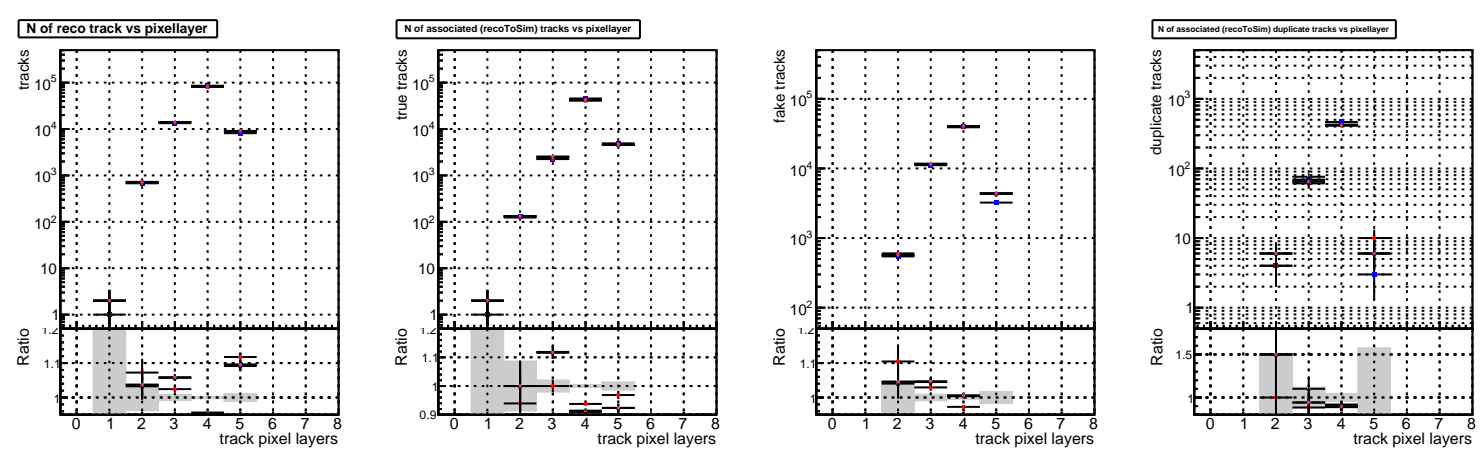 N of reco track vs pixellayer
tracks
10^5
10^4
10^3
10^2
10
1
Ratio
1.2
1.1
1
0 1 2 3 4 5 6 7 8
track pixel layers
N of associated (recoToSim) tracks vs pixellayer
true tracks
10^5
10^4
10^3
10^2
10
1
Ratio
1.2
1.1
1
0.9
0 1 2 3 4 5 6 7 8
track pixel layers
fake tracks
10^5
10^4
10^3
10^2
Ratio
1.2
1.1
1
0 1 2 3 4 5 6 7 8
track pixel layers
N of associated (recoToSim) duplicate tracks vs pixellayer
duplicate tracks
10^3
10^2
10
1
Ratio
1.5
1
0 1 2 3 4 5 6 7 8
track pixel layers